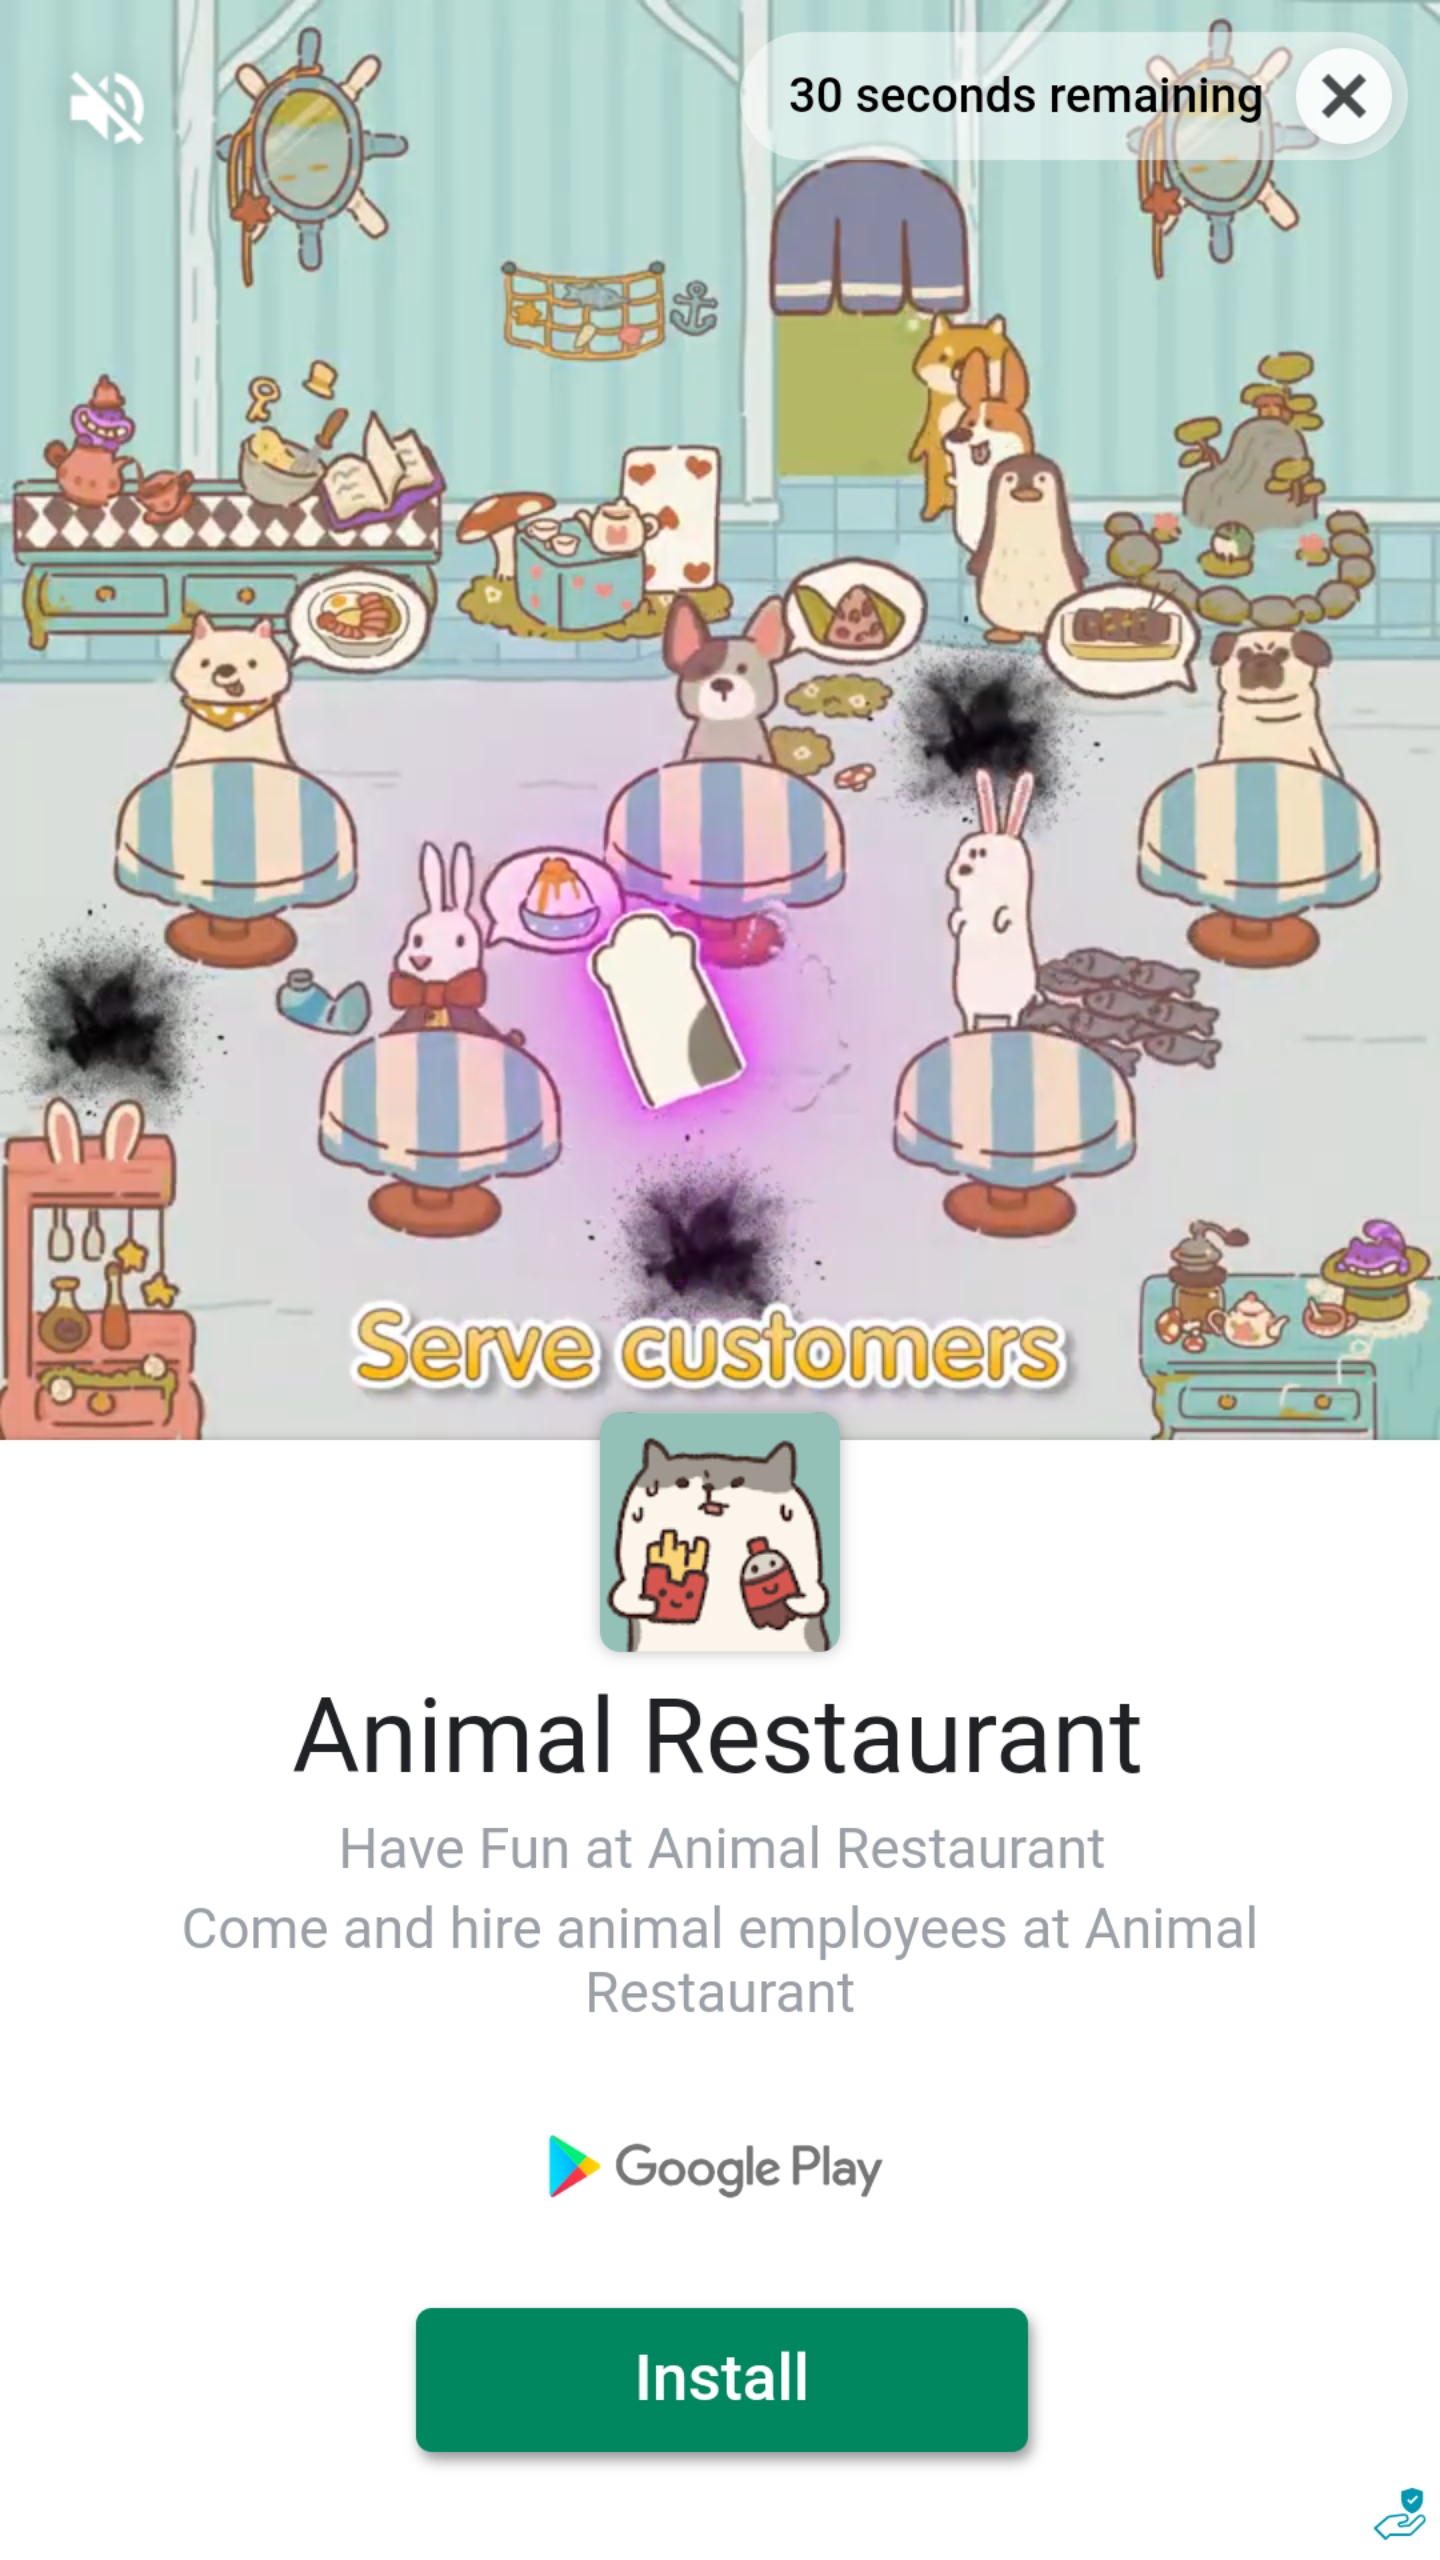 30 seconds remaining
Serve customers
Animal Restaurant
Have Fun at Animal Restaurant
Come and hire animal employees at Animal
Restaurant
Google Play
Install